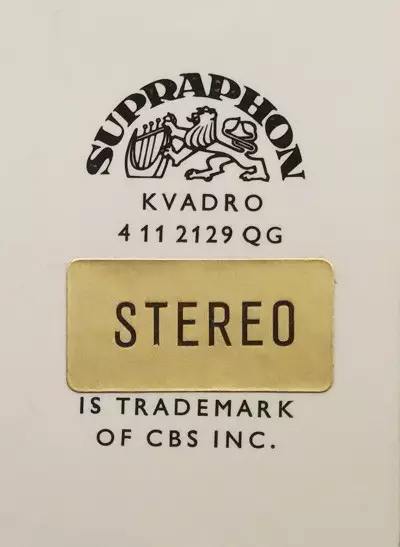 SUPRAPHON
KVADRO
4 11 2129 QG
STEREO
IS TRADEMARK
OF CBS INC.